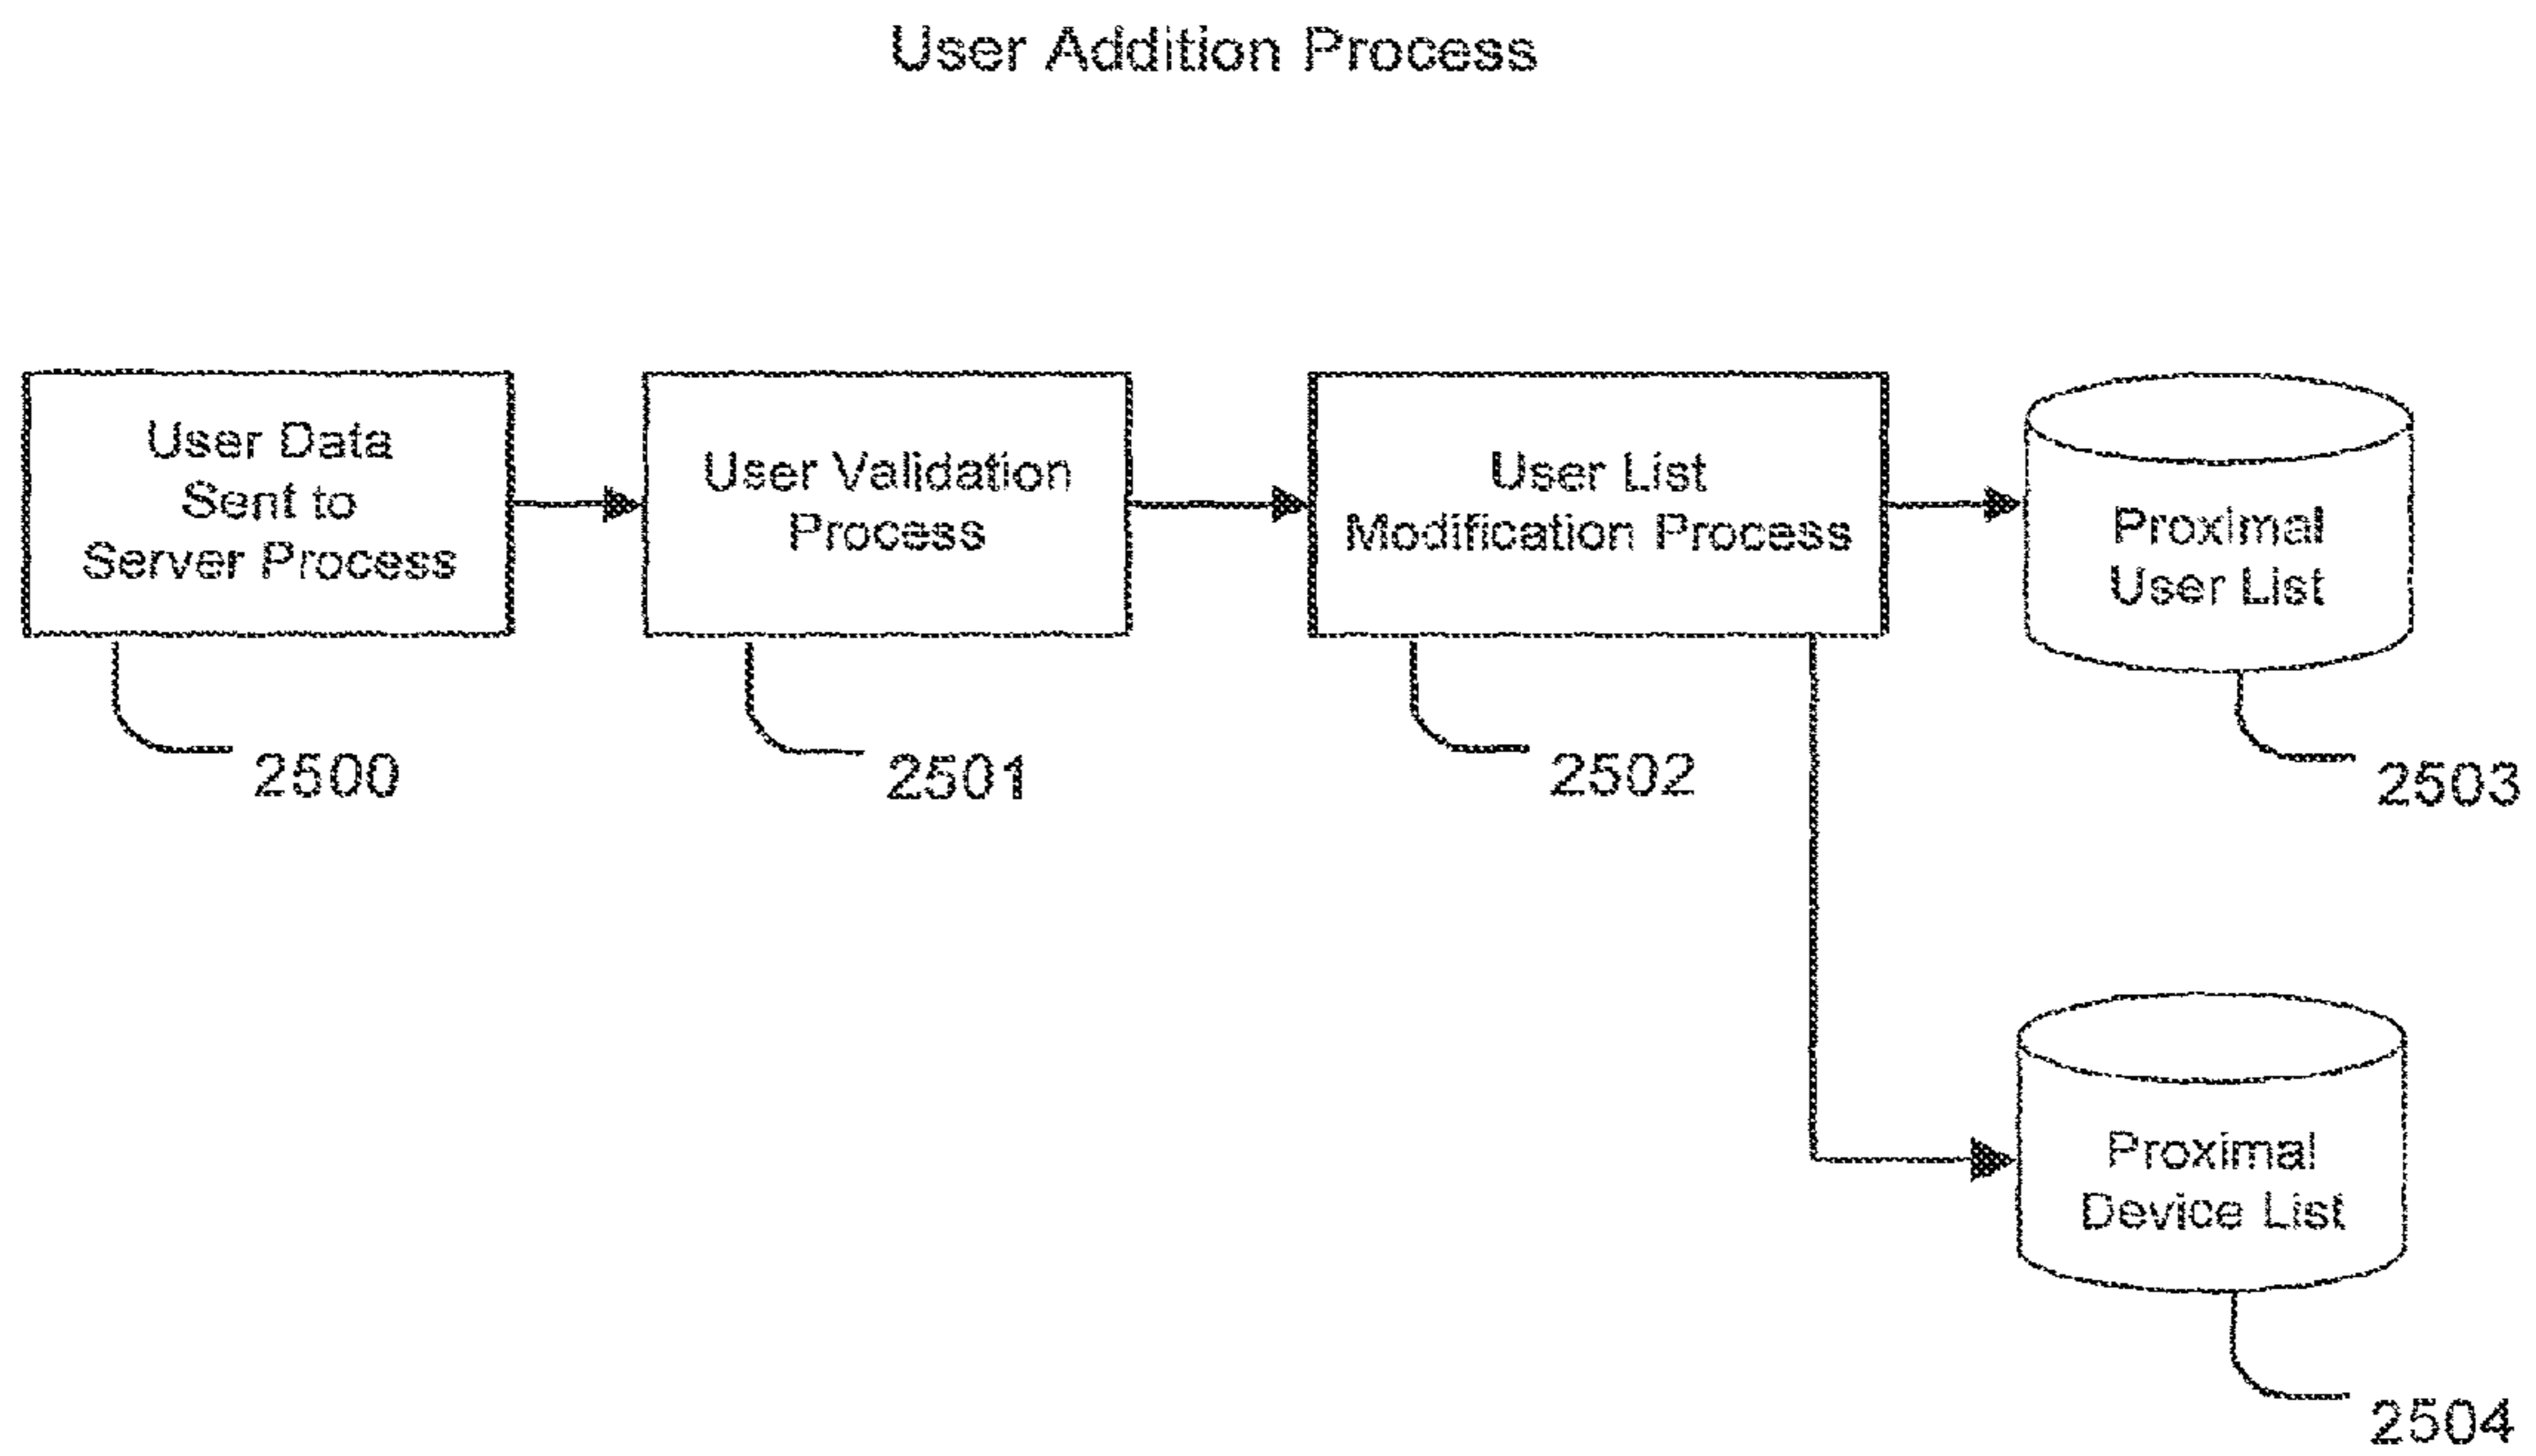 User Addition Process
User Data
Sent to
Server Process
User Validation
Process
User List
Modification Process
Proximal
User List
2500
2501
2502
2503
Proximal
Device List
2504